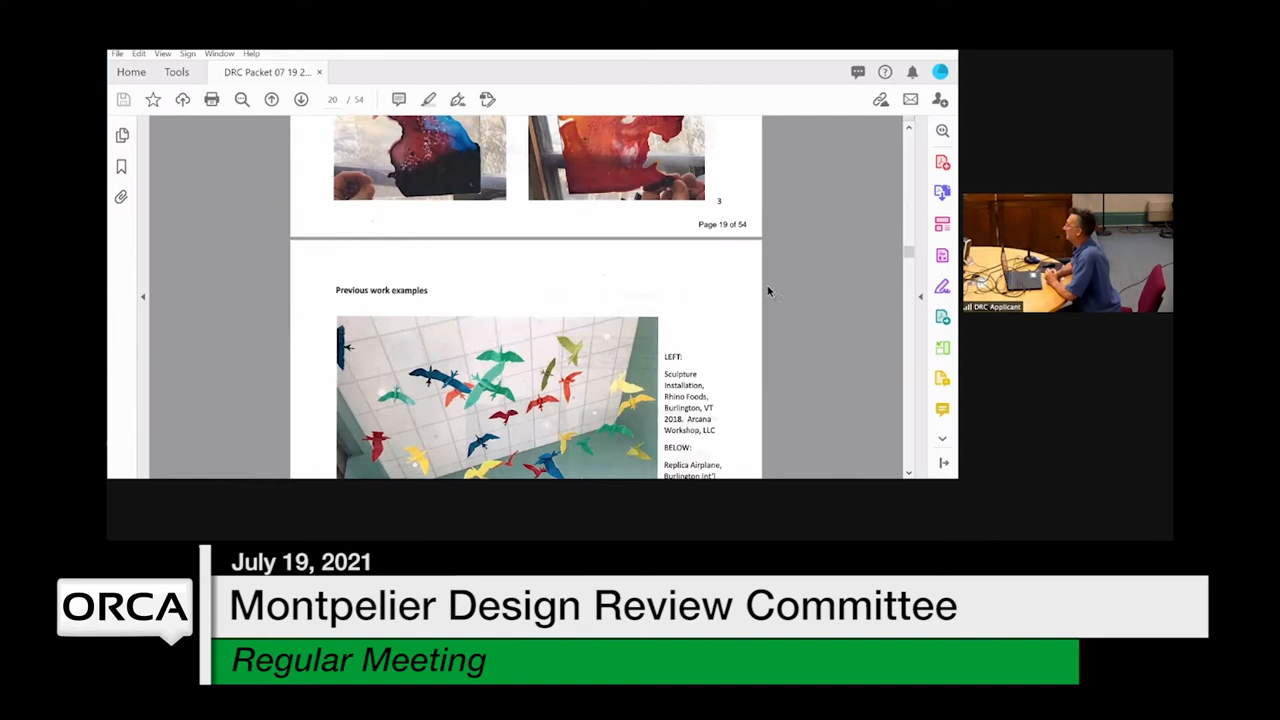 File Edit View Sign Window Help
Home Tools DRC Packet 07 19 2... ×
20 / 54
3
Page 19 of 54
Previous work examples
LEFT:
Sculpture
Installation,
Rhino Foods,
Burlington, VT
2018. Arcana
Workshop, LLC
BELOW:
Replica Airplane,
Burlington Int'l
DRC Applicant
July 19, 2021
ORCA
Montpelier Design Review Committee
Regular Meeting